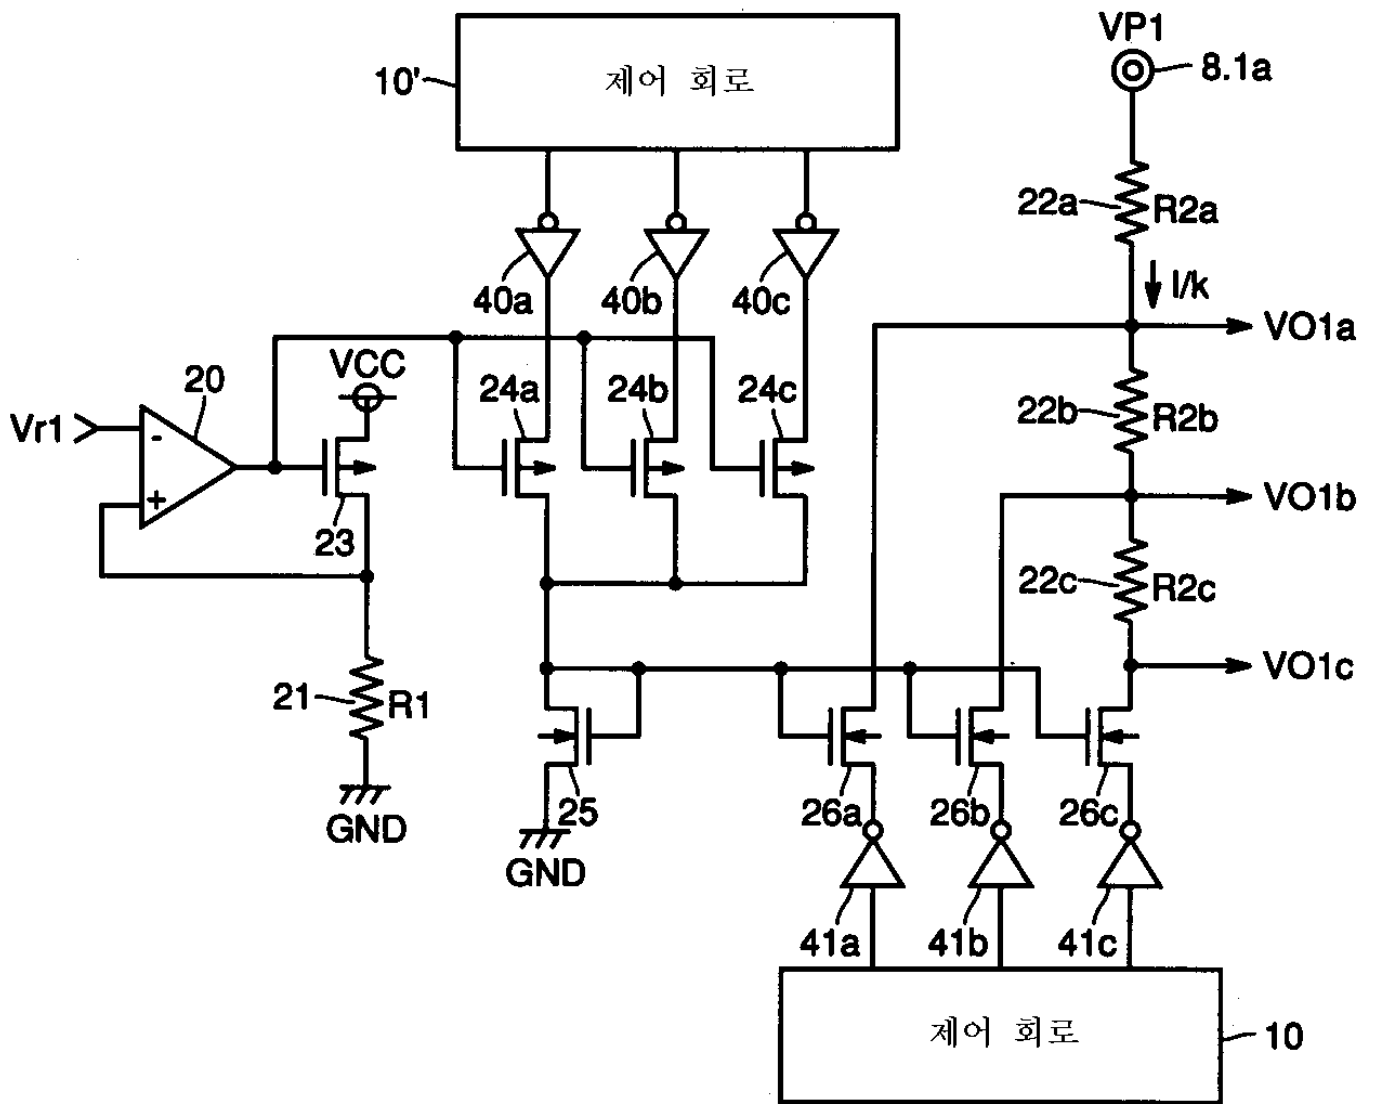 VP1
10'
제어 회로
8.1a
22a
R2a
40a
40b
40c
I/k
VO1a
VCC
20
24a
24b
24c
Vr1
-
+
22b
R2b
VO1b
23
22c
R2c
VO1c
21
R1
GND
25
26a
26b
26c
GND
41a
41b
41c
제어 회로
10